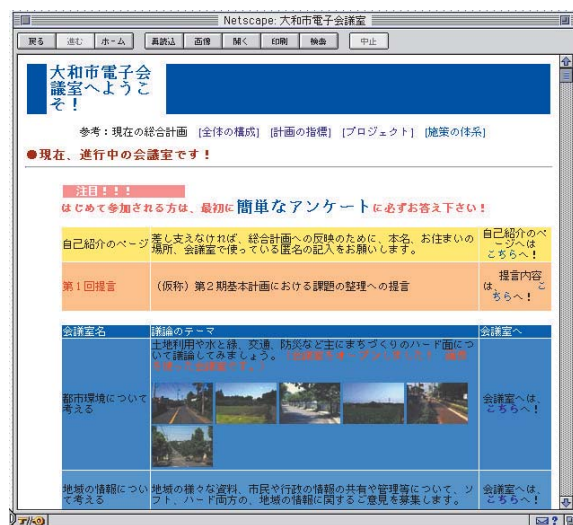 Netscape: 大和市電子会議室
戻る 進む ホーム 再読込 画像 開く 印刷 検索 中止
大和市電子会
議室へようこ
そ！
参考：現在の総合計画 [全体の構成] [計画の指標] [プロジェクト] [施策の体系]
●現在、進行中の会議室です！
注目！！！
はじめて参加される方は、最初に簡単なアンケートに必ずお答え下さい！
自己紹介のページ
差し支えなければ、総合計画への反映のために、本名、お住まいの
場所、会議室で使っている匿名の記入をお願いします。
自己紹介のペ
ージへは
こちらへ！
第１回提言
（仮称）第２期基本計画における課題の整理への提言
提言内容
は、こ
ちらへ！
会議室名 議論のテーマ 会議室へ
都市環境について
考える
土地利用や水と緑、交通、防災など主にまちづくりのハード面につ
いて議論してみましょう。
会議室へは、
こちらへ！
地域の情報につい
て考える
地域の様々な資料、市民や行政の情報の共有や管理等について、ソ
フト、ハード両方の、地域の情報に関するご意見を募集します。
会議室へは、
こちらへ！